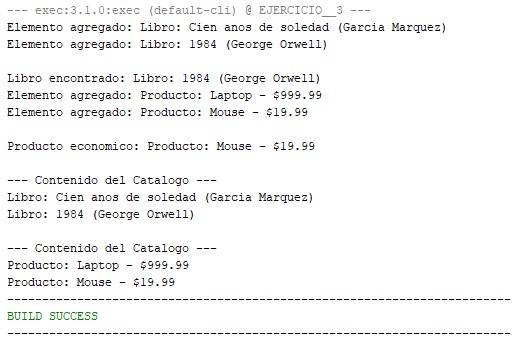 --- exec:3.1.0:exec (default-cli) @ EJERCICIO__3 ---
Elemento agregado: Libro: Cien anos de soledad (Garcia Marquez)
Elemento agregado: Libro: 1984 (George Orwell)

Libro encontrado: Libro: 1984 (George Orwell)
Elemento agregado: Producto: Laptop - $999.99
Elemento agregado: Producto: Mouse - $19.99

Producto economico: Producto: Mouse - $19.99

--- Contenido del Catalogo ---
Libro: Cien anos de soledad (Garcia Marquez)
Libro: 1984 (George Orwell)

--- Contenido del Catalogo ---
Producto: Laptop - $999.99
Producto: Mouse - $19.99
------------------------------------------------------------------------
BUILD SUCCESS
------------------------------------------------------------------------